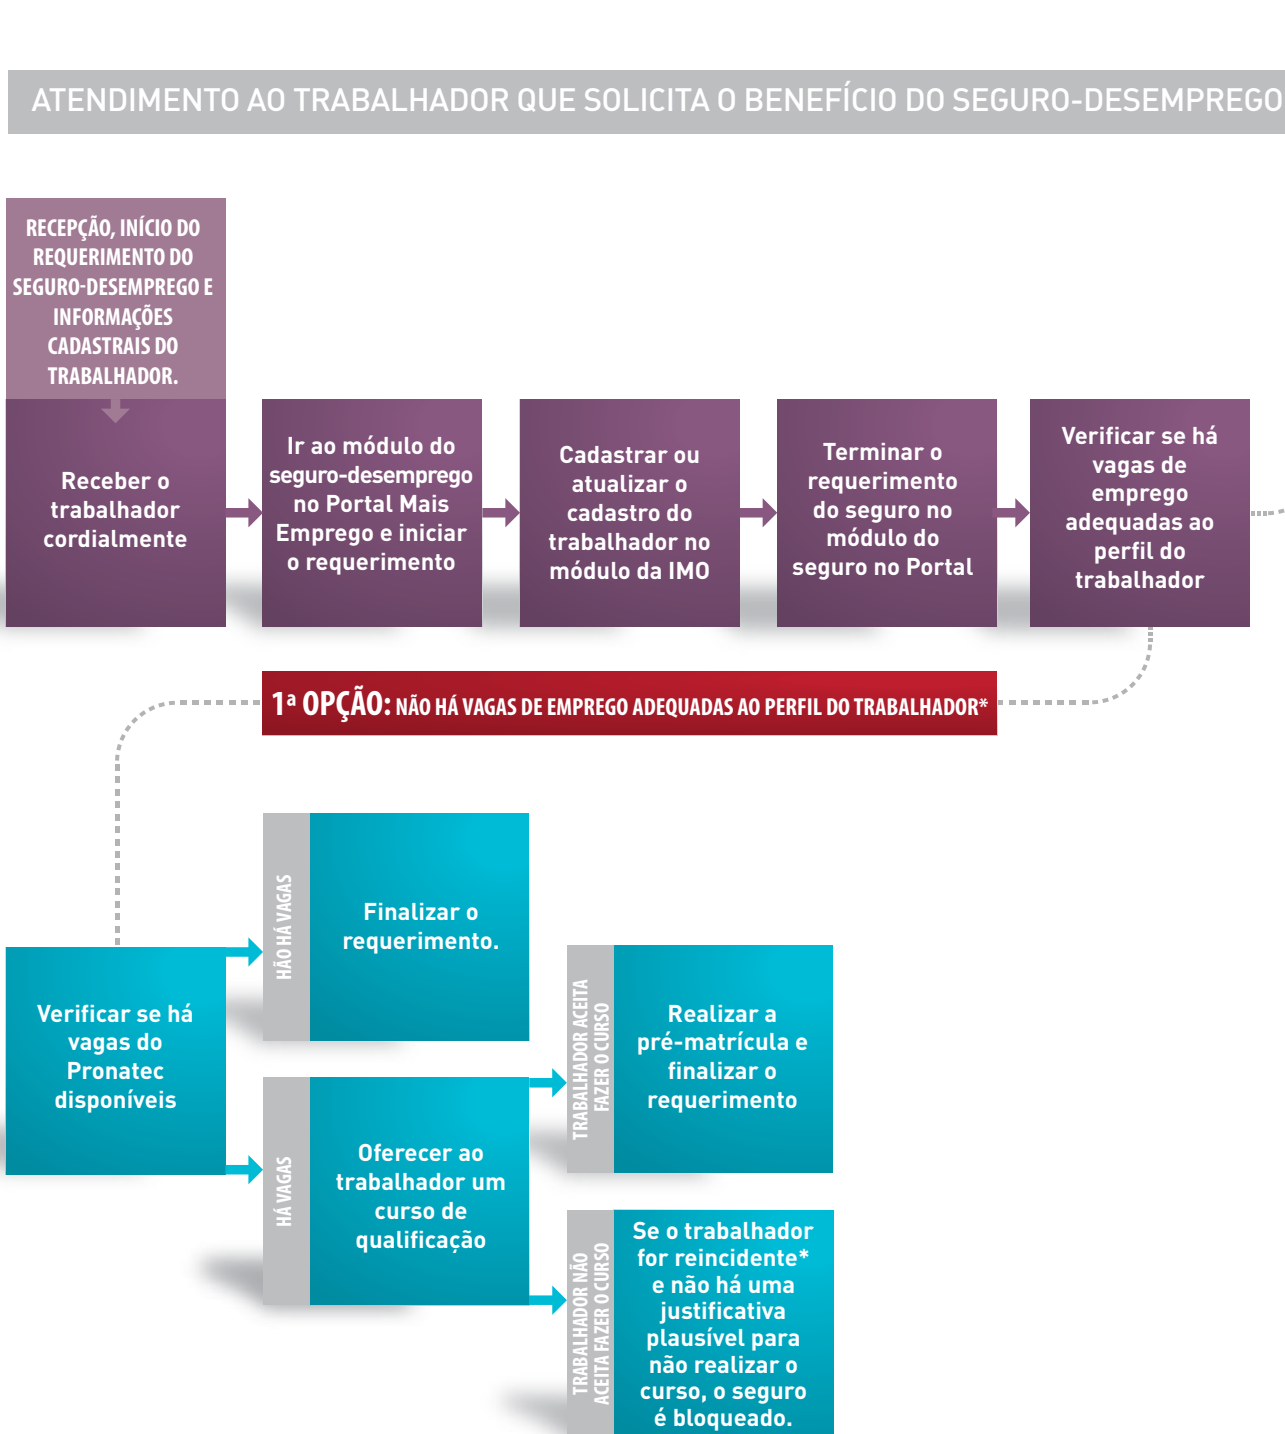 ATENDIMENTO AO TRABALHADOR QUE SOLICITA O BENEFÍCIO DO SEGURO-DESEMPREGO
RECEPÇÃO, INÍCIO DO
REQUERIMENTO DO
SEGURO-DESEMPREGO E
INFORMAÇÕES
CADASTRAIS DO
TRABALHADOR.
Receber o
trabalhador
cordialmente
Ir ao módulo do
seguro-desemprego
no Portal Mais
Emprego e iniciar
o requerimento
Cadastrar ou
atualizar o
cadastro do
trabalhador no
módulo da IMO
Terminar o
requerimento
do seguro no
módulo do
seguro no Portal
Verificar se há
vagas de
emprego
adequadas ao
perfil do
trabalhador
1ª OPÇÃO: NÃO HÁ VAGAS DE EMPREGO ADEQUADAS AO PERFIL DO TRABALHADOR*
Verificar se há
vagas do
Pronatec
disponíveis
HÃO HÁ VAGAS
Finalizar o
requerimento.
HÁ VAGAS
Oferecer ao
trabalhador um
curso de
qualificação
TRABALHADOR ACEITA
FAZER O CURSO
Realizar a
pré-matrícula e
finalizar o
requerimento
TRABALHADOR NÃO
ACEITA FAZER O CURSO
Se o trabalhador
for reincidente*
e não há uma
justificativa
plausível para
não realizar o
curso, o seguro
é bloqueado.